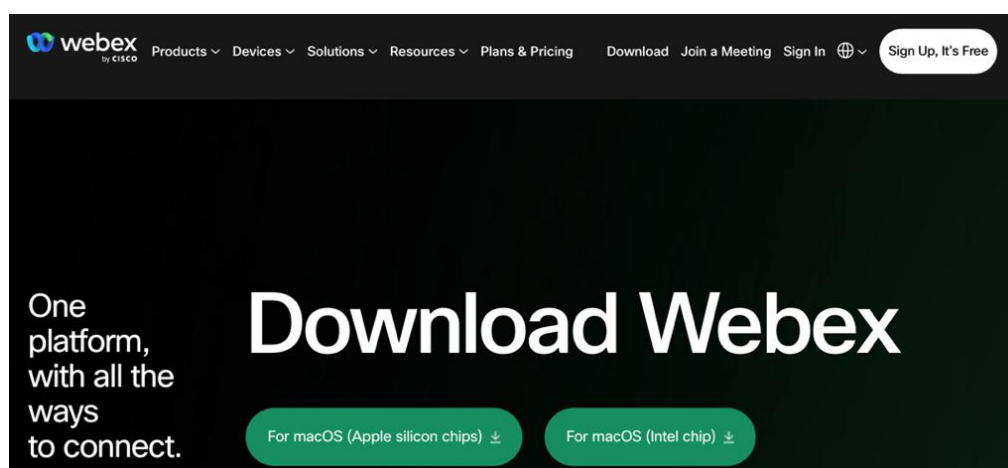 webex
by CISCO
Products Devices Solutions Resources Plans & Pricing Download Join a Meeting Sign In Sign Up, It's Free
One
platform,
with all the
ways
to connect.
Download Webex
For macOS (Apple silicon chips) For macOS (Intel chip)